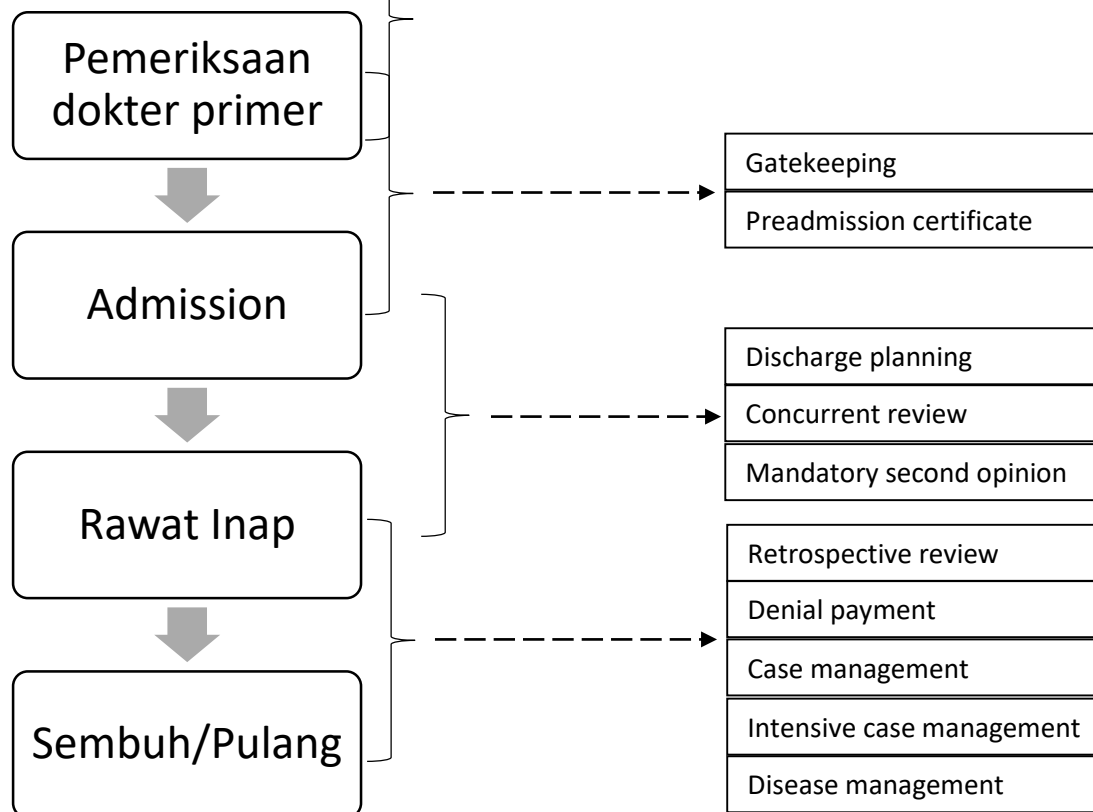 Pemeriksaan
dokter primer
Gatekeeping
Preadmission certificate
Admission
Discharge planning
Concurrent review
Mandatory second opinion
Rawat Inap
Retrospective review
Denial payment
Case management
Intensive case management
Disease management
Sembuh/Pulang